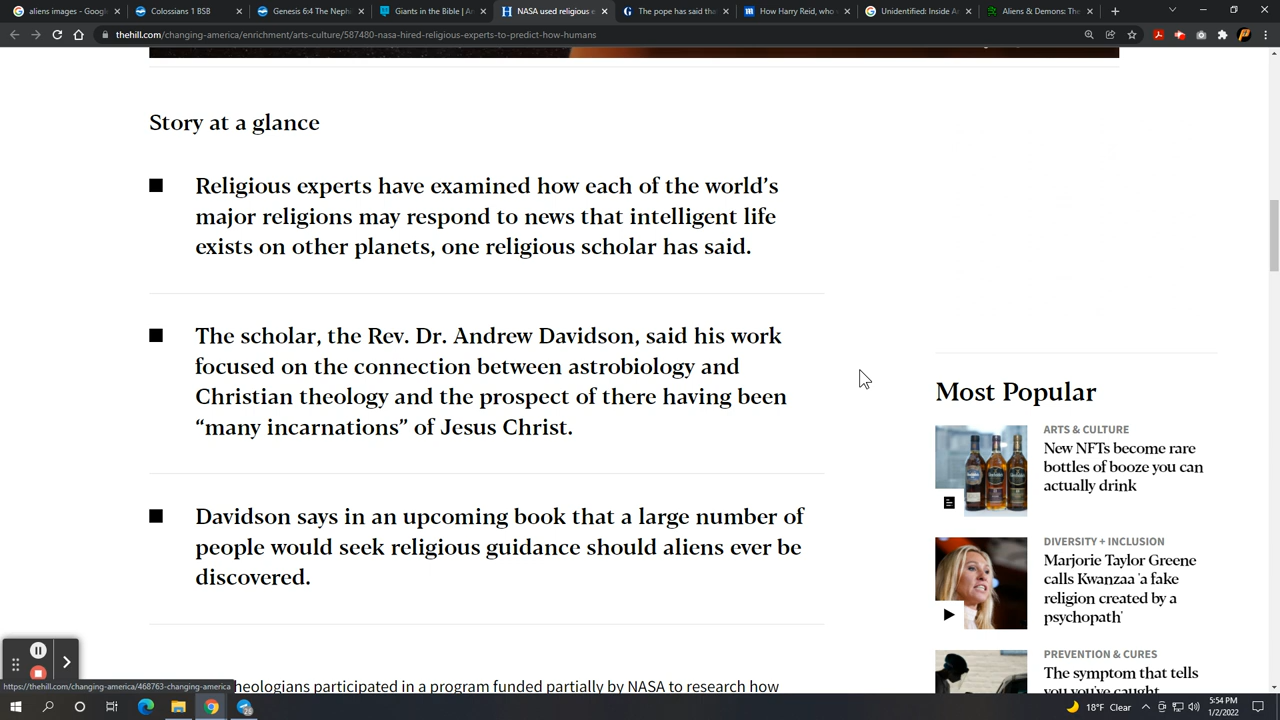 aliens images - Google
Colossians 1 BSB
Genesis 6:4 The Neph
Giants in the Bible | An
NASA used religious e
The pope has said tha
How Harry Reid, who
Unidentified: Inside A
Aliens & Demons: The
thehill.com/changing-america/enrichment/arts-culture/587480-nasa-hired-religious-experts-to-predict-how-humans
Story at a glance
Religious experts have examined how each of the world's
major religions may respond to news that intelligent life
exists on other planets, one religious scholar has said.
The scholar, the Rev. Dr. Andrew Davidson, said his work
focused on the connection between astrobiology and
Christian theology and the prospect of there having been
“many incarnations” of Jesus Christ.
Davidson says in an upcoming book that a large number of
people would seek religious guidance should aliens ever be
discovered.
Most Popular
ARTS & CULTURE
New NFTs become rare
bottles of booze you can
actually drink
DIVERSITY + INCLUSION
Marjorie Taylor Greene
calls Kwanzaa 'a fake
religion created by a
psychopath'
PREVENTION & CURES
The symptom that tells
you you've caught
https://thehill.com/changing-america/468763-changing-america
heologians participated in a program funded partially by NASA to research how
18°F Clear
5:54 PM
1/2/2022